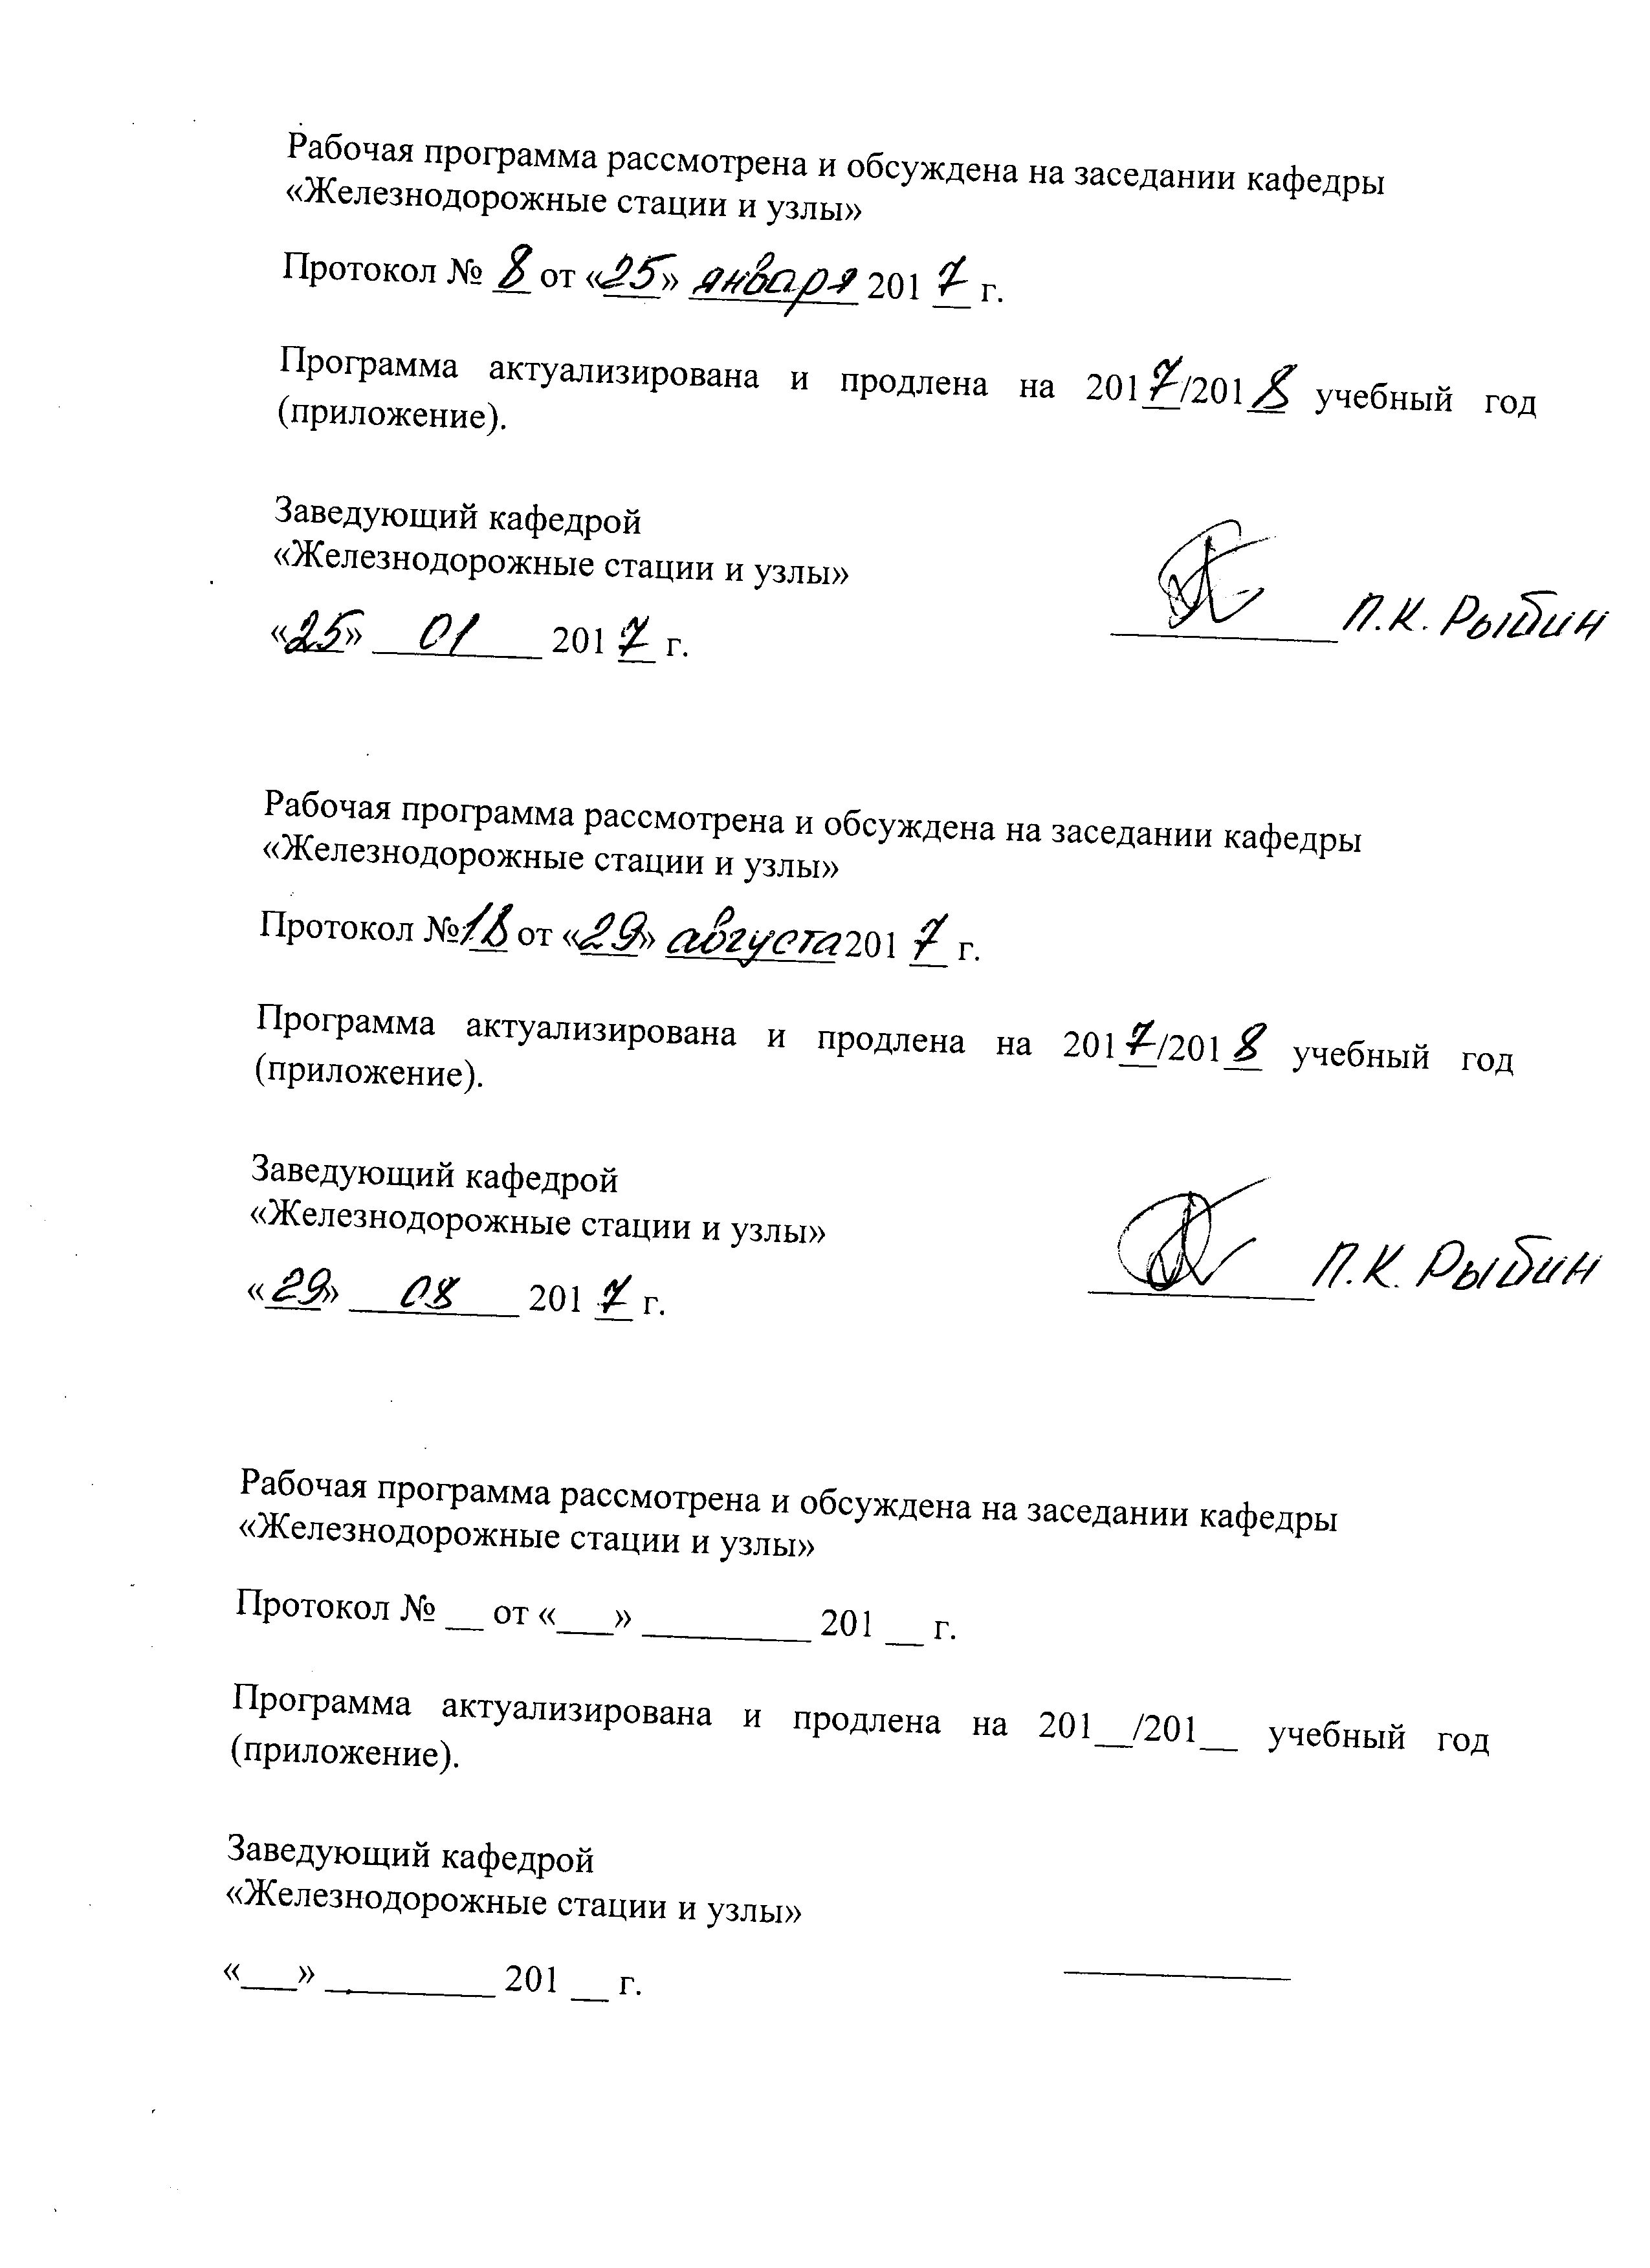 Рабочая программа рассмотрена и обсуждена на заседании кафедры
«Железнодорожные стации и узлы»
Протокол № 8 от «25» января 2017 г.
Программа актуализирована и продлена на 2017/2018 учебный год
(приложение).
Заведующий кафедрой
«Железнодорожные стации и узлы»
«25» 01 2017 г. П.К. Рыбин
Рабочая программа рассмотрена и обсуждена на заседании кафедры
«Железнодорожные стации и узлы»
Протокол №18 от «29» августа 2017 г.
Программа актуализирована и продлена на 2017/2018 учебный год
(приложение).
Заведующий кафедрой
«Железнодорожные стации и узлы»
«29» 08 2017 г. П.К. Рыбин
Рабочая программа рассмотрена и обсуждена на заседании кафедры
«Железнодорожные стации и узлы»
Протокол № __ от «___» _________ 201 __ г.
Программа актуализирована и продлена на 201__/201__ учебный год
(приложение).
Заведующий кафедрой
«Железнодорожные стации и узлы»
«___» _________ 201 __ г. ____________